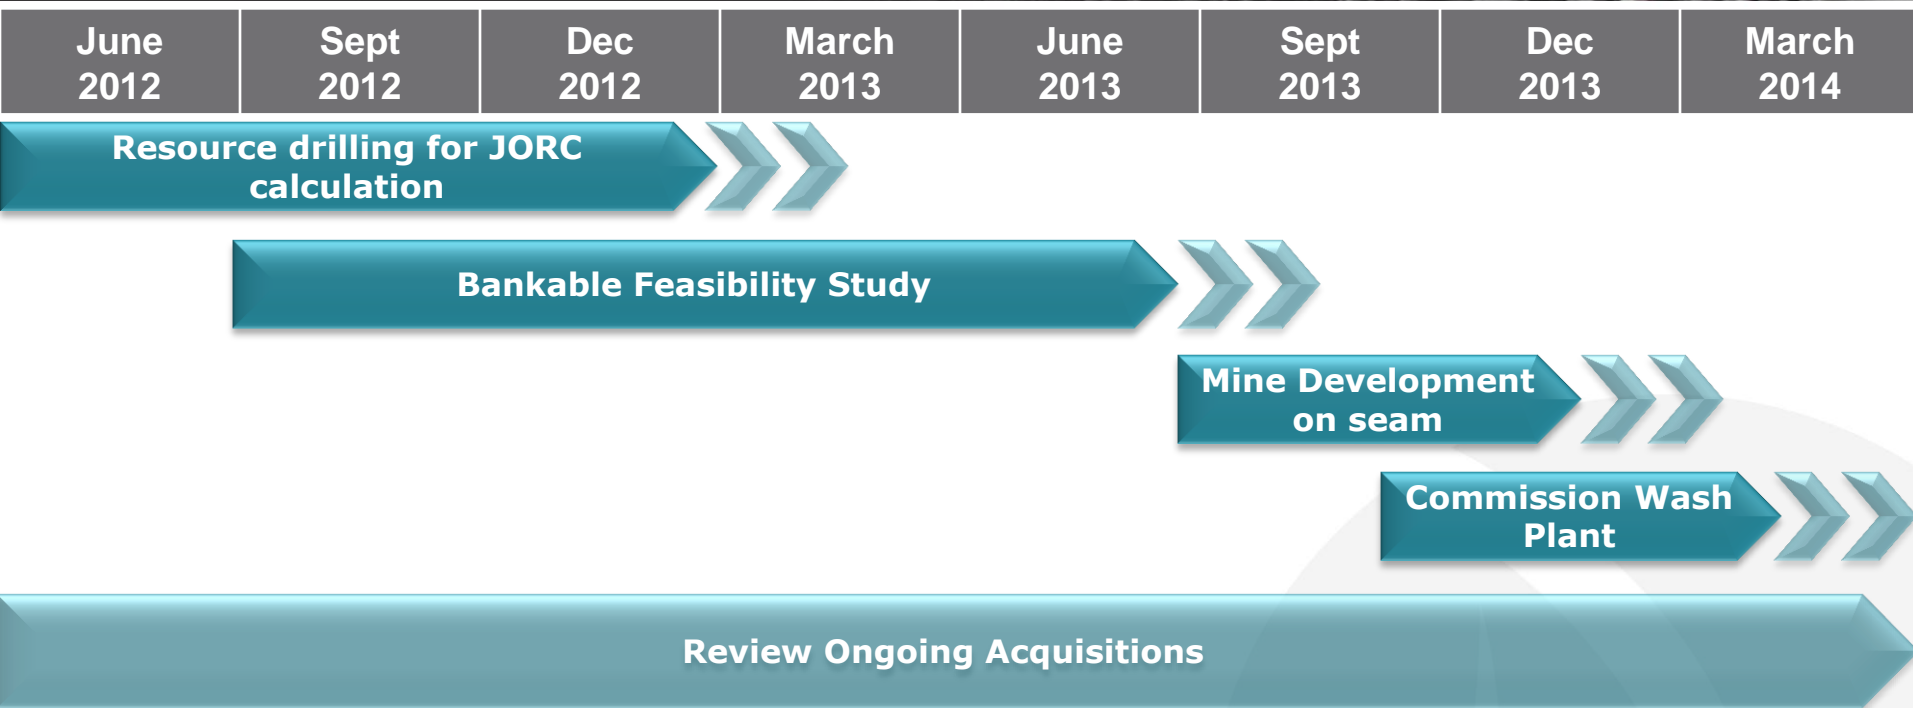 June
2012
Sept
2012
Dec
2012
March
2013
June
2013
Sept
2013
Dec
2013
March
2014
Resource drilling for JORC
calculation
Bankable Feasibility Study
Mine Development
on seam
Commission Wash
Plant
Review Ongoing Acquisitions